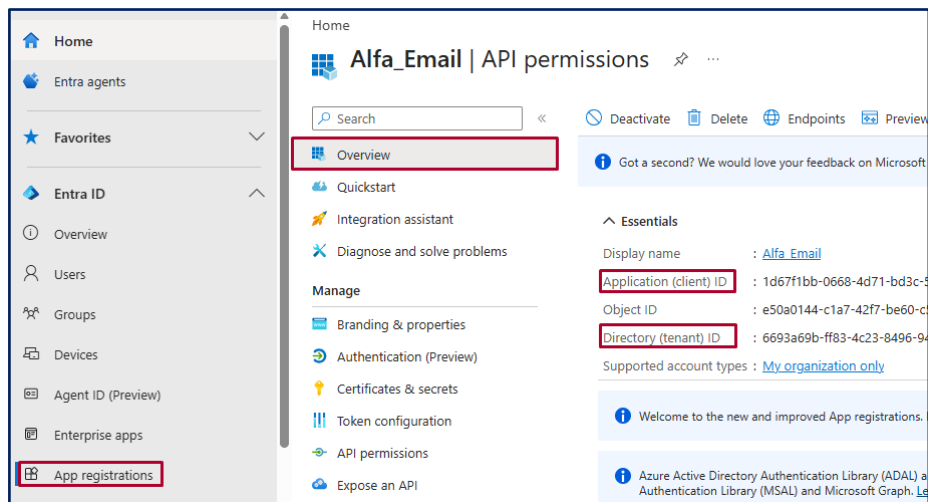 Home
Entra agents
Favorites
Entra ID
Overview
Users
Groups
Devices
Agent ID (Preview)
Enterprise apps
App registrations
Home
Alfa_Email | API permissions
Search
Overview
Quickstart
Integration assistant
Diagnose and solve problems
Manage
Branding & properties
Authentication (Preview)
Certificates & secrets
Token configuration
API permissions
Expose an API
Deactivate Delete Endpoints Preview
Got a second? We would love your feedback on Microsoft
Essentials
Display name : Alfa_Email
Application (client) ID : 1d67f1bb-0668-4d71-bd3c-5
Object ID : e50a0144-c1a7-42f7-be60-c5
Directory (tenant) ID : 6693a69b-ff83-4c23-8496-94
Supported account types : My organization only
Welcome to the new and improved App registrations.
Azure Active Directory Authentication Library (ADAL) a
Authentication Library (MSAL) and Microsoft Graph. Le